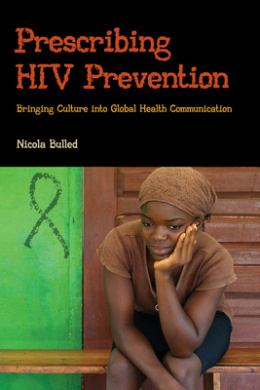 Prescribing
HIV Prevention
Bringing Culture into Global Health Communication
Nicola Bulled